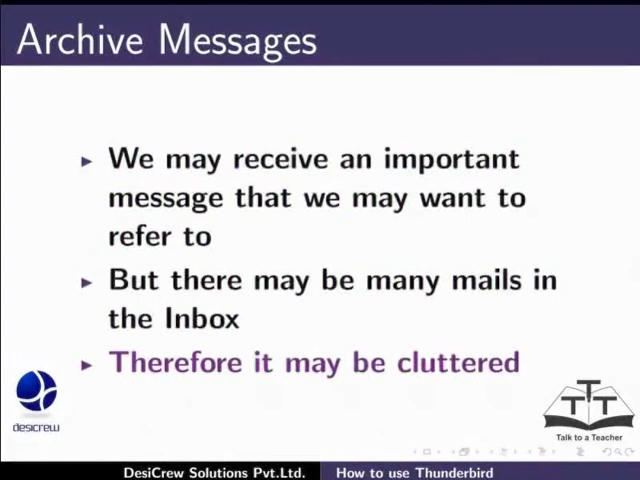 Archive Messages
We may receive an important
message that we may want to
refer to
But there may be many mails in
the Inbox
Therefore it may be cluttered
desicrew
TTT
Talk to a Teacher
DesiCrew Solutions Pvt.Ltd. How to use Thunderbird